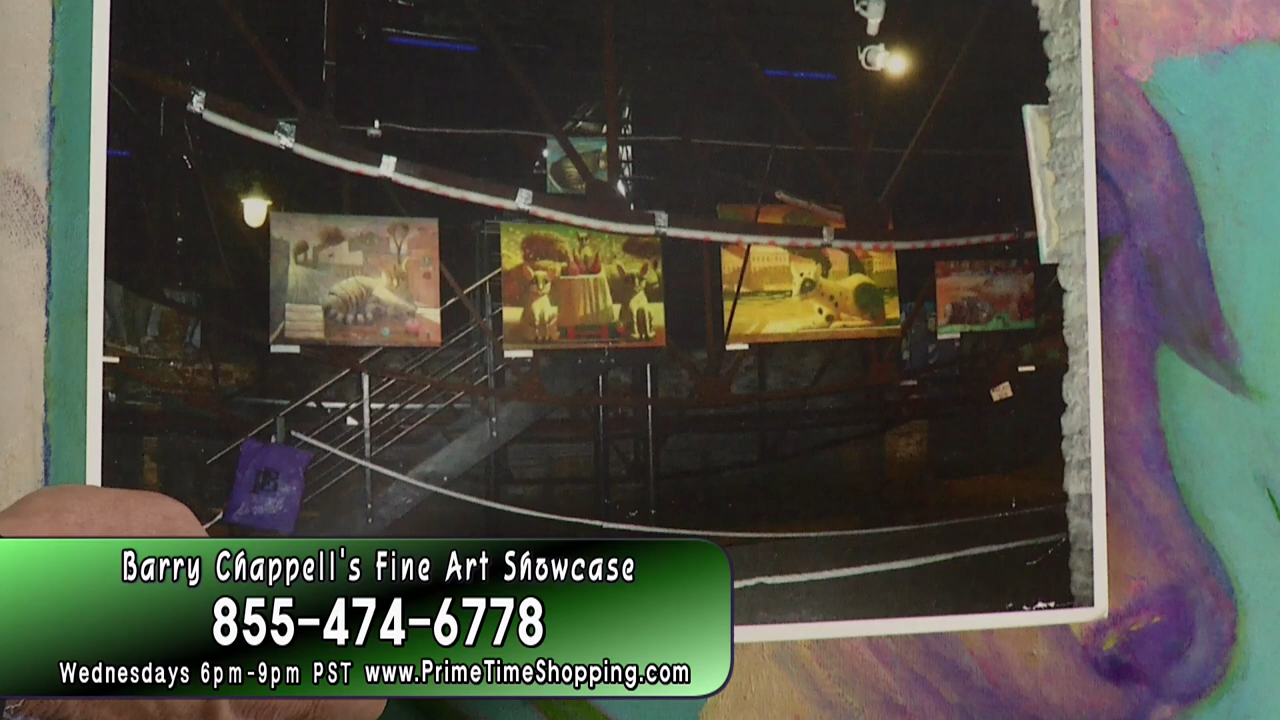 Barry Chappell's Fine Art Showcase
855-474-6778
Wednesdays 6pm-9pm PST www.PrimeTimeShopping.com